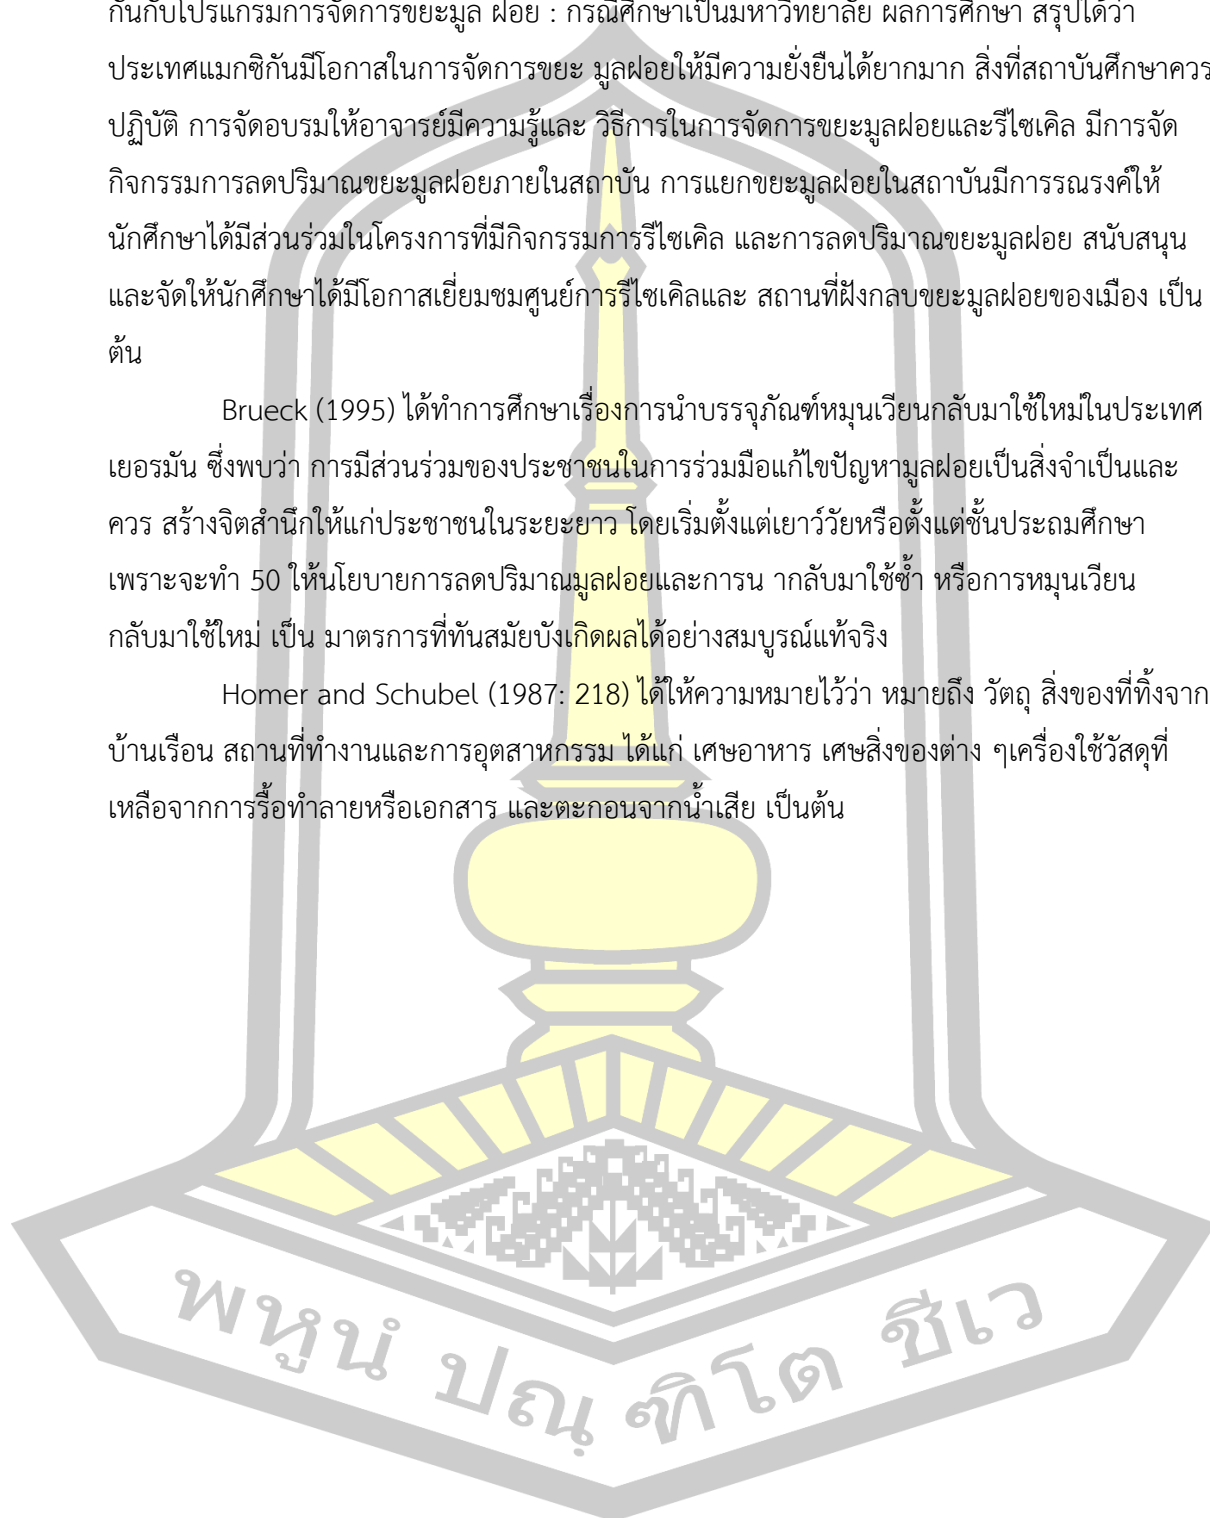 กันกับโปรแกรมการจัดการขยะมูล ฝอย : กรณีศึกษาเป็นมหาวิทยาลัย ผลการศึกษา สรุปได้ว่า
ประเทศแมกซิกันมีโอกาสในการจัดการขยะ มูลฝอยให้มีความยั่งยืนได้ยากมาก สิ่งที่สถาบันศึกษาควร
ปฏิบัติ การจัดอบรมให้อาจารย์มีความรู้และ วิธีการในการจัดการขยะมูลฝอยและรีไซเคิล มีการจัด
กิจกรรมการลดปริมาณขยะมูลฝอยภายในสถาบัน การแยกขยะมูลฝอยในสถาบันมีการรณรงค์ให้
นักศึกษาได้มีส่วนร่วมในโครงการที่มีกิจกรรมการรีไซเคิล และการลดปริมาณขยะมูลฝอย สนับสนุน
และจัดให้นักศึกษาได้มีโอกาสเยี่ยมชมศูนย์การรีไซเคิลและ สถานที่ฝังกลบขยะมูลฝอยของเมือง เป็น
ต้น
Brueck (1995) ได้ทำการศึกษาเรื่องการนำบรรจุภัณฑ์หมุนเวียนกลับมาใช้ใหม่ในประเทศ
เยอรมัน ซึ่งพบว่า การมีส่วนร่วมของประชาชนในการร่วมมือแก้ไขปัญหามูลฝอยเป็นสิ่งจำเป็นและ
ควร สร้างจิตสำนึกให้แก่ประชาชนในระยะยาว โดยเริ่มตั้งแต่เยาว์วัยหรือตั้งแต่ชั้นประถมศึกษา
เพราะจะทำ 50 ให้นโยบายการลดปริมาณมูลฝอยและการน ากลับมาใช้ซ้ำ หรือการหมุนเวียน
กลับมาใช้ใหม่ เป็น มาตรการที่ทันสมัยบังเกิดผลได้อย่างสมบูรณ์แท้จริง
Homer and Schubel (1987: 218) ได้ให้ความหมายไว้ว่า หมายถึง วัตถุ สิ่งของที่ทิ้งจาก
บ้านเรือน สถานที่ทำงานและการอุตสาหกรรม ได้แก่ เศษอาหาร เศษสิ่งของต่าง ๆเครื่องใช้วัสดุที่
เหลือจากการรื้อทำลายหรือเอกสาร และตะกอนจากน้ำเสีย เป็นต้น
พหูนํ ปณฺ ฑิโต ชีเว